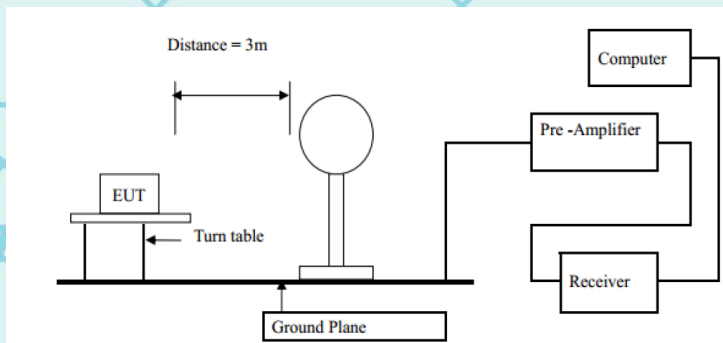 Distance = 3m
Computer
Pre -Amplifier
EUT
Turn table
Receiver
Ground Plane